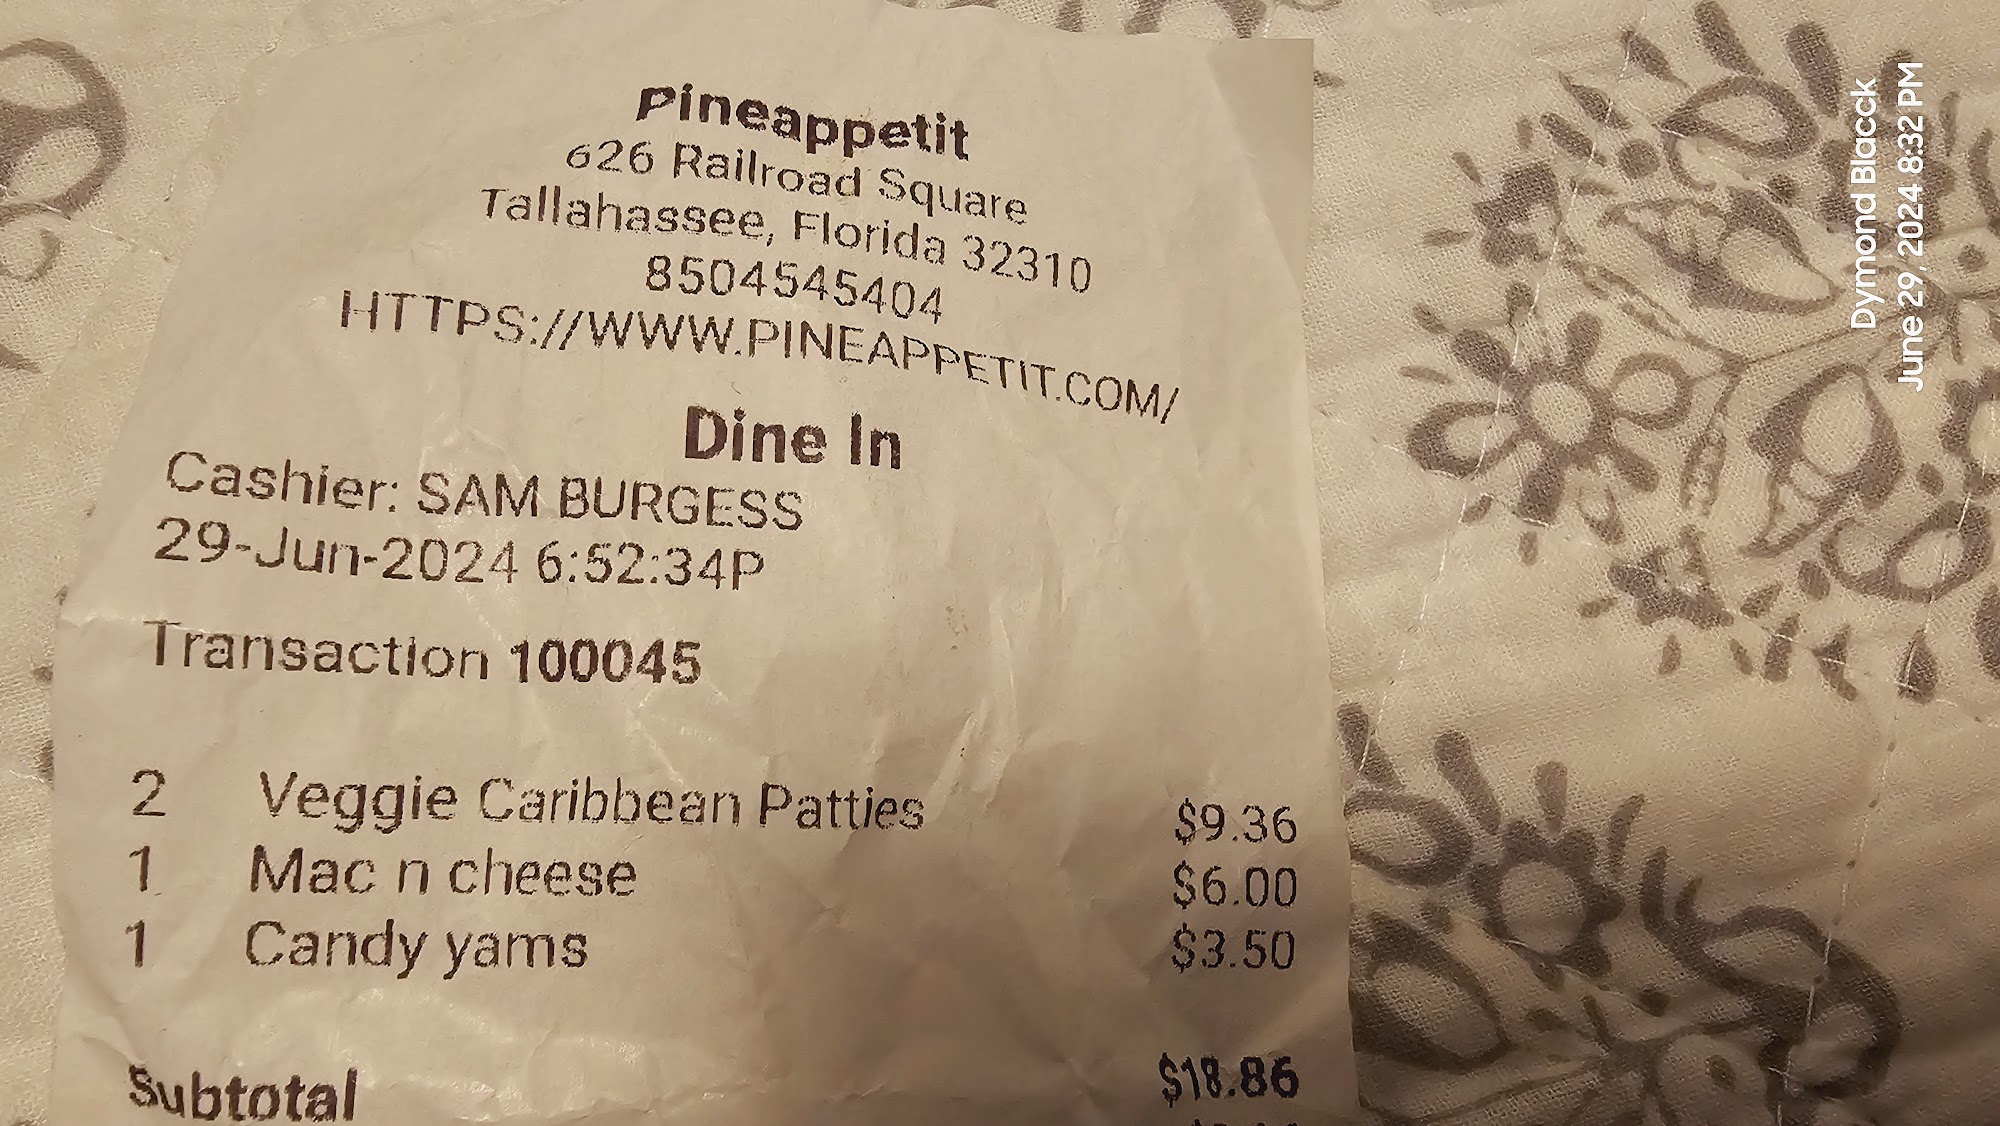 Pineappetit
626 Railroad Square
Tallahassee, Florida 32310
8504545404
HTTPS://WWW.PINEAPPETIT.COM/
Dine In
Cashier: SAM BURGESS
29-Jun-2024 6:52:34P
Transaction 100045
2 Veggie Caribbean Patties $9.36
1 Mac n cheese $6.00
1 Candy yams $3.50
Subtotal $18.86
Dymond Blacck
June 29, 2024 8:32 PM